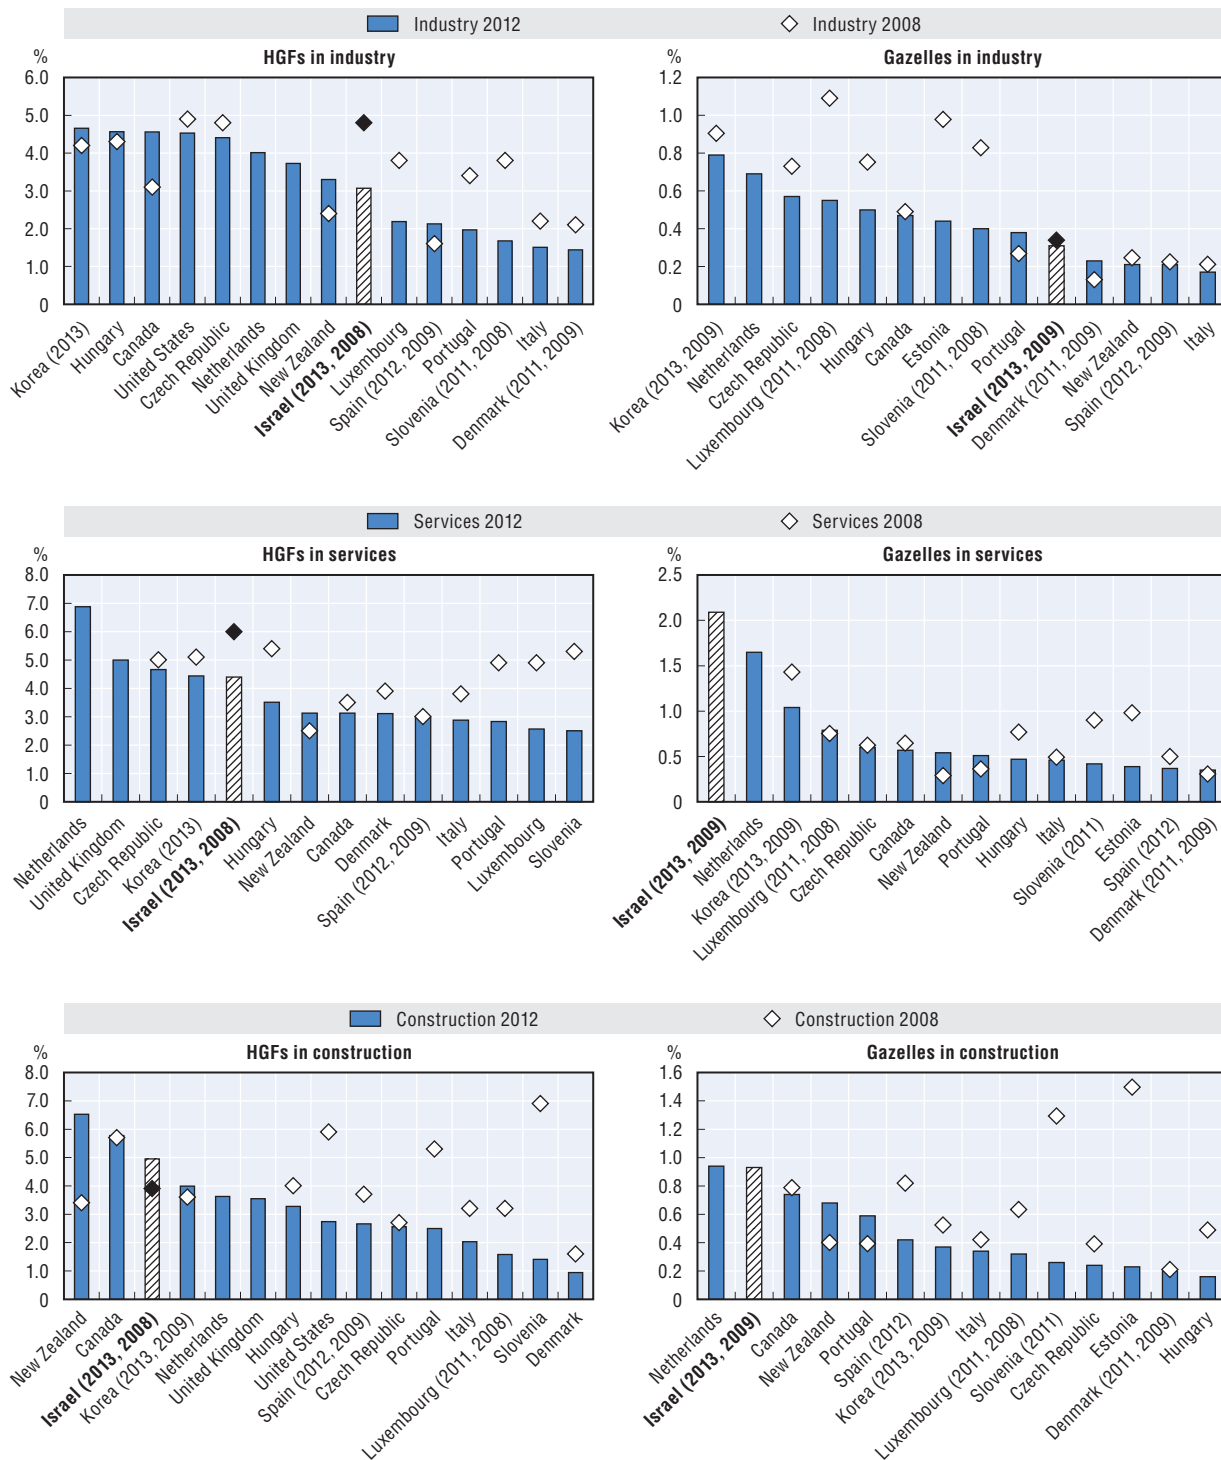 Industry 2012
Industry 2008
%
HGFs in industry
6.0
5.0
4.0
3.0
2.0
1.0
0
Korea (2013)
Hungary
Canada
United States
Czech Republic
Netherlands
United Kingdom
New Zealand
Israel (2013, 2008)
Luxembourg
Spain (2012, 2009)
Portugal
Slovenia (2011, 2008)
Italy
Denmark (2011, 2009)
%
Gazelles in industry
1.2
1.0
0.8
0.6
0.4
0.2
0
Korea (2013, 2009)
Netherlands
Czech Republic
Luxembourg (2011, 2008)
Hungary
Canada
Estonia
Slovenia (2011, 2008)
Portugal
Israel (2013, 2009)
Denmark (2011, 2009)
New Zealand
Spain (2012, 2009)
Italy
Services 2012
Services 2008
%
HGFs in services
8.0
7.0
6.0
5.0
4.0
3.0
2.0
1.0
0
Netherlands
United Kingdom
Czech Republic
Korea (2013)
Israel (2013, 2008)
Hungary
New Zealand
Canada
Denmark
Spain (2012, 2009)
Italy
Portugal
Luxembourg
Slovenia
%
Gazelles in services
2.5
2.0
1.5
1.0
0.5
0
Israel (2013, 2009)
Netherlands
Korea (2013, 2009)
Luxembourg (2011, 2008)
Czech Republic
Canada
New Zealand
Portugal
Hungary
Italy
Slovenia (2011)
Estonia
Spain (2012)
Denmark (2011, 2009)
Construction 2012
Construction 2008
%
HGFs in construction
8.0
7.0
6.0
5.0
4.0
3.0
2.0
1.0
0
New Zealand
Canada
Israel (2013, 2008)
Korea (2013, 2009)
Netherlands
United Kingdom
Hungary
United States
Spain (2012, 2009)
Czech Republic
Portugal
Italy
Luxembourg (2011, 2008)
Slovenia
Denmark
%
Gazelles in construction
1.6
1.4
1.2
1.0
0.8
0.6
0.4
0.2
0
Netherlands
Israel (2013, 2009)
Canada
New Zealand
Portugal
Spain (2012)
Korea (2013, 2009)
Italy
Luxembourg (2011, 2008)
Slovenia (2011)
Czech Republic
Estonia
Denmark (2011, 2009)
Hungary